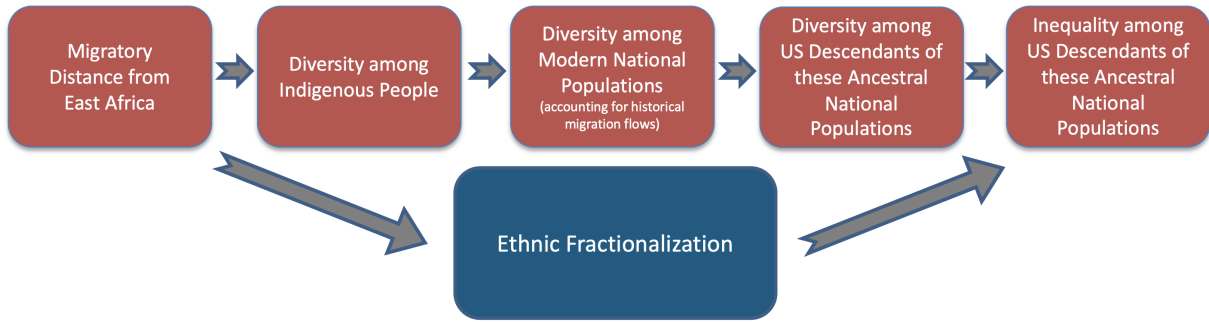 Migratory
Distance from
East Africa
Diversity among
Indigenous People
Diversity among
Modern National
Populations
(accounting for historical
migration flows)
Diversity among
US Descendants of
these Ancestral
National
Populations
Inequality among
US Descendants of
these Ancestral
National
Populations
Ethnic Fractionalization